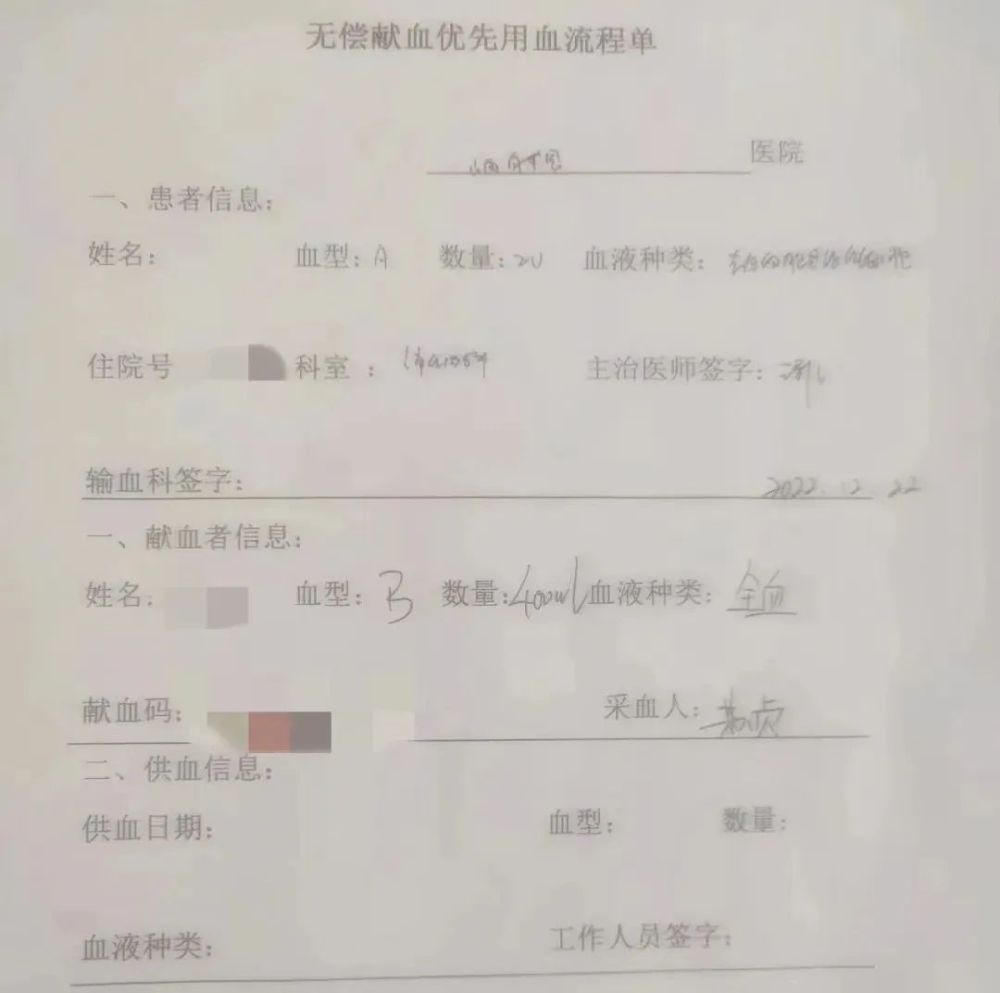 无偿献血优先用血流程单
医院
一、患者信息：
姓名： 血型：A 数量：2U 血液种类：
住院号 科室： 主治医师签字：
输血科签字： 2022.12.22
一、献血者信息：
姓名： 血型：B 数量：400ml 血液种类：全血
献血码： 采血人：
二、供血信息：
供血日期： 血型： 数量：
血液种类： 工作人员签字：